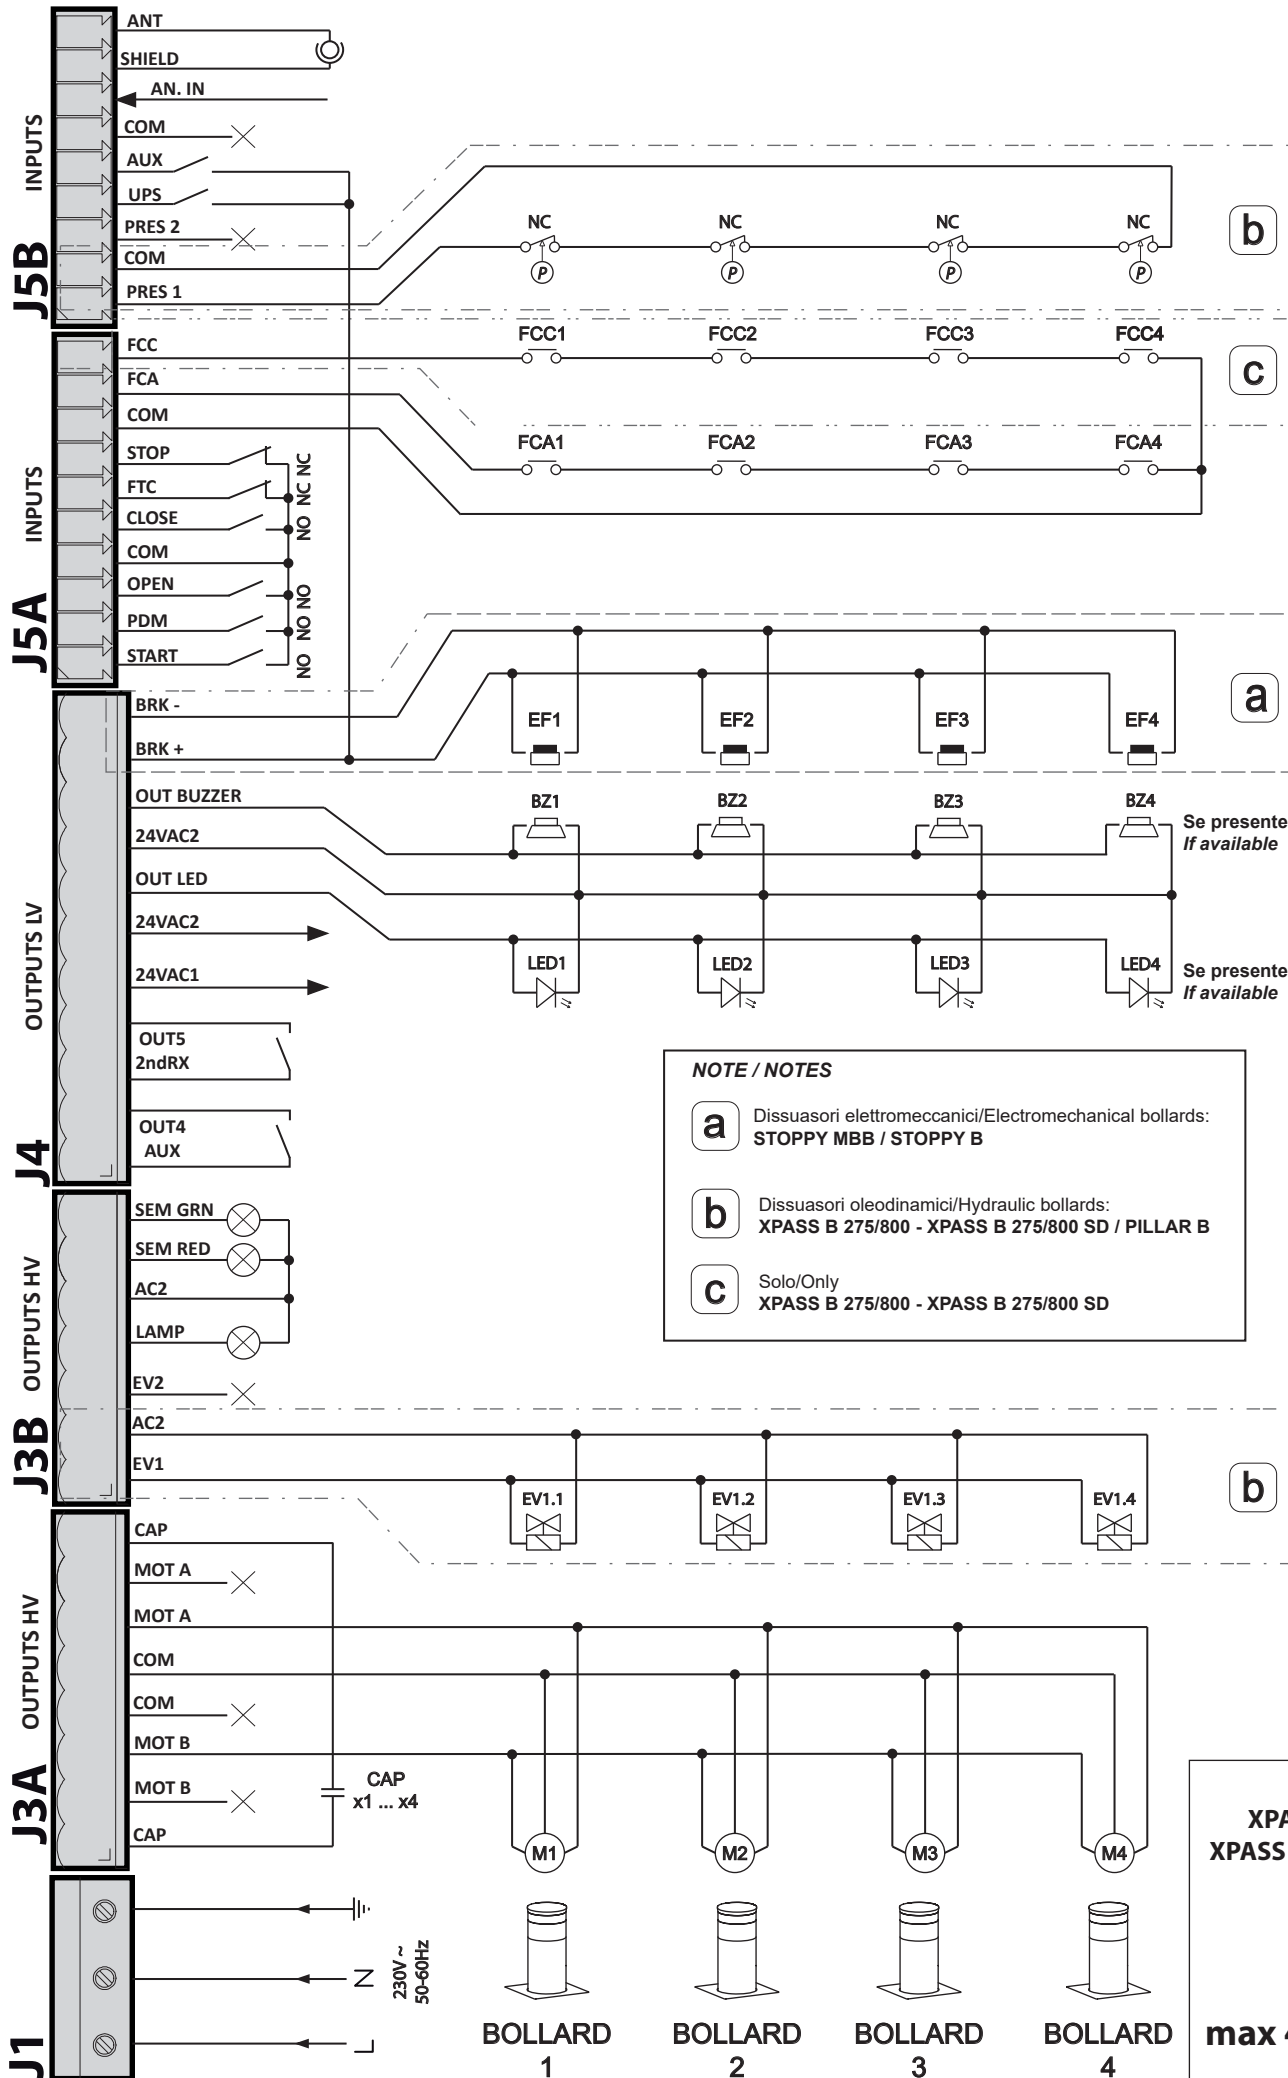 ANT
SHIELD
AN. IN
COM
AUX
UPS
PRES 2
COM
PRES 1
INPUTS
J5B
NC NC NC NC
P P P P
b
FCC
FCA
COM
STOP
FTC
CLOSE
COM
OPEN
PDM
START
INPUTS
J5A
NC NC
NO
NO NO NO
FCC1 FCC2 FCC3 FCC4
c
FCA1 FCA2 FCA3 FCA4
BRK -
BRK +
OUT BUZZER
24VAC2
OUT LED
24VAC2
24VAC1
OUT5
2ndRX
OUT4
AUX
OUTPUTS LV
J4
EF1 EF2 EF3 EF4
a
BZ1 BZ2 BZ3 BZ4
Se presente
If available
LED1 LED2 LED3 LED4
Se presente
If available
NOTE / NOTES
a
Dissuasori elettromeccanici/Electromechanical bollards:
STOPPY MBB / STOPPY B
b
Dissuasori oleodinamici/Hydraulic bollards:
XPASS B 275/800 - XPASS B 275/800 SD / PILLAR B
c
Solo/Only
XPASS B 275/800 - XPASS B 275/800 SD
SEM GRN
SEM RED
AC2
LAMP
EV2
AC2
EV1
OUTPUTS HV
J3B
EV1.1 EV1.2 EV1.3 EV1.4
b
CAP
MOT A
MOT A
COM
COM
MOT B
MOT B
CAP
OUTPUTS HV
J3A
CAP
x1 ... x4
M1 M2 M3 M4
J1
N
L
230V ~
50-60Hz
BOLLARD
1
BOLLARD
2
BOLLARD
3
BOLLARD
4
XPA
XPASS
max 4